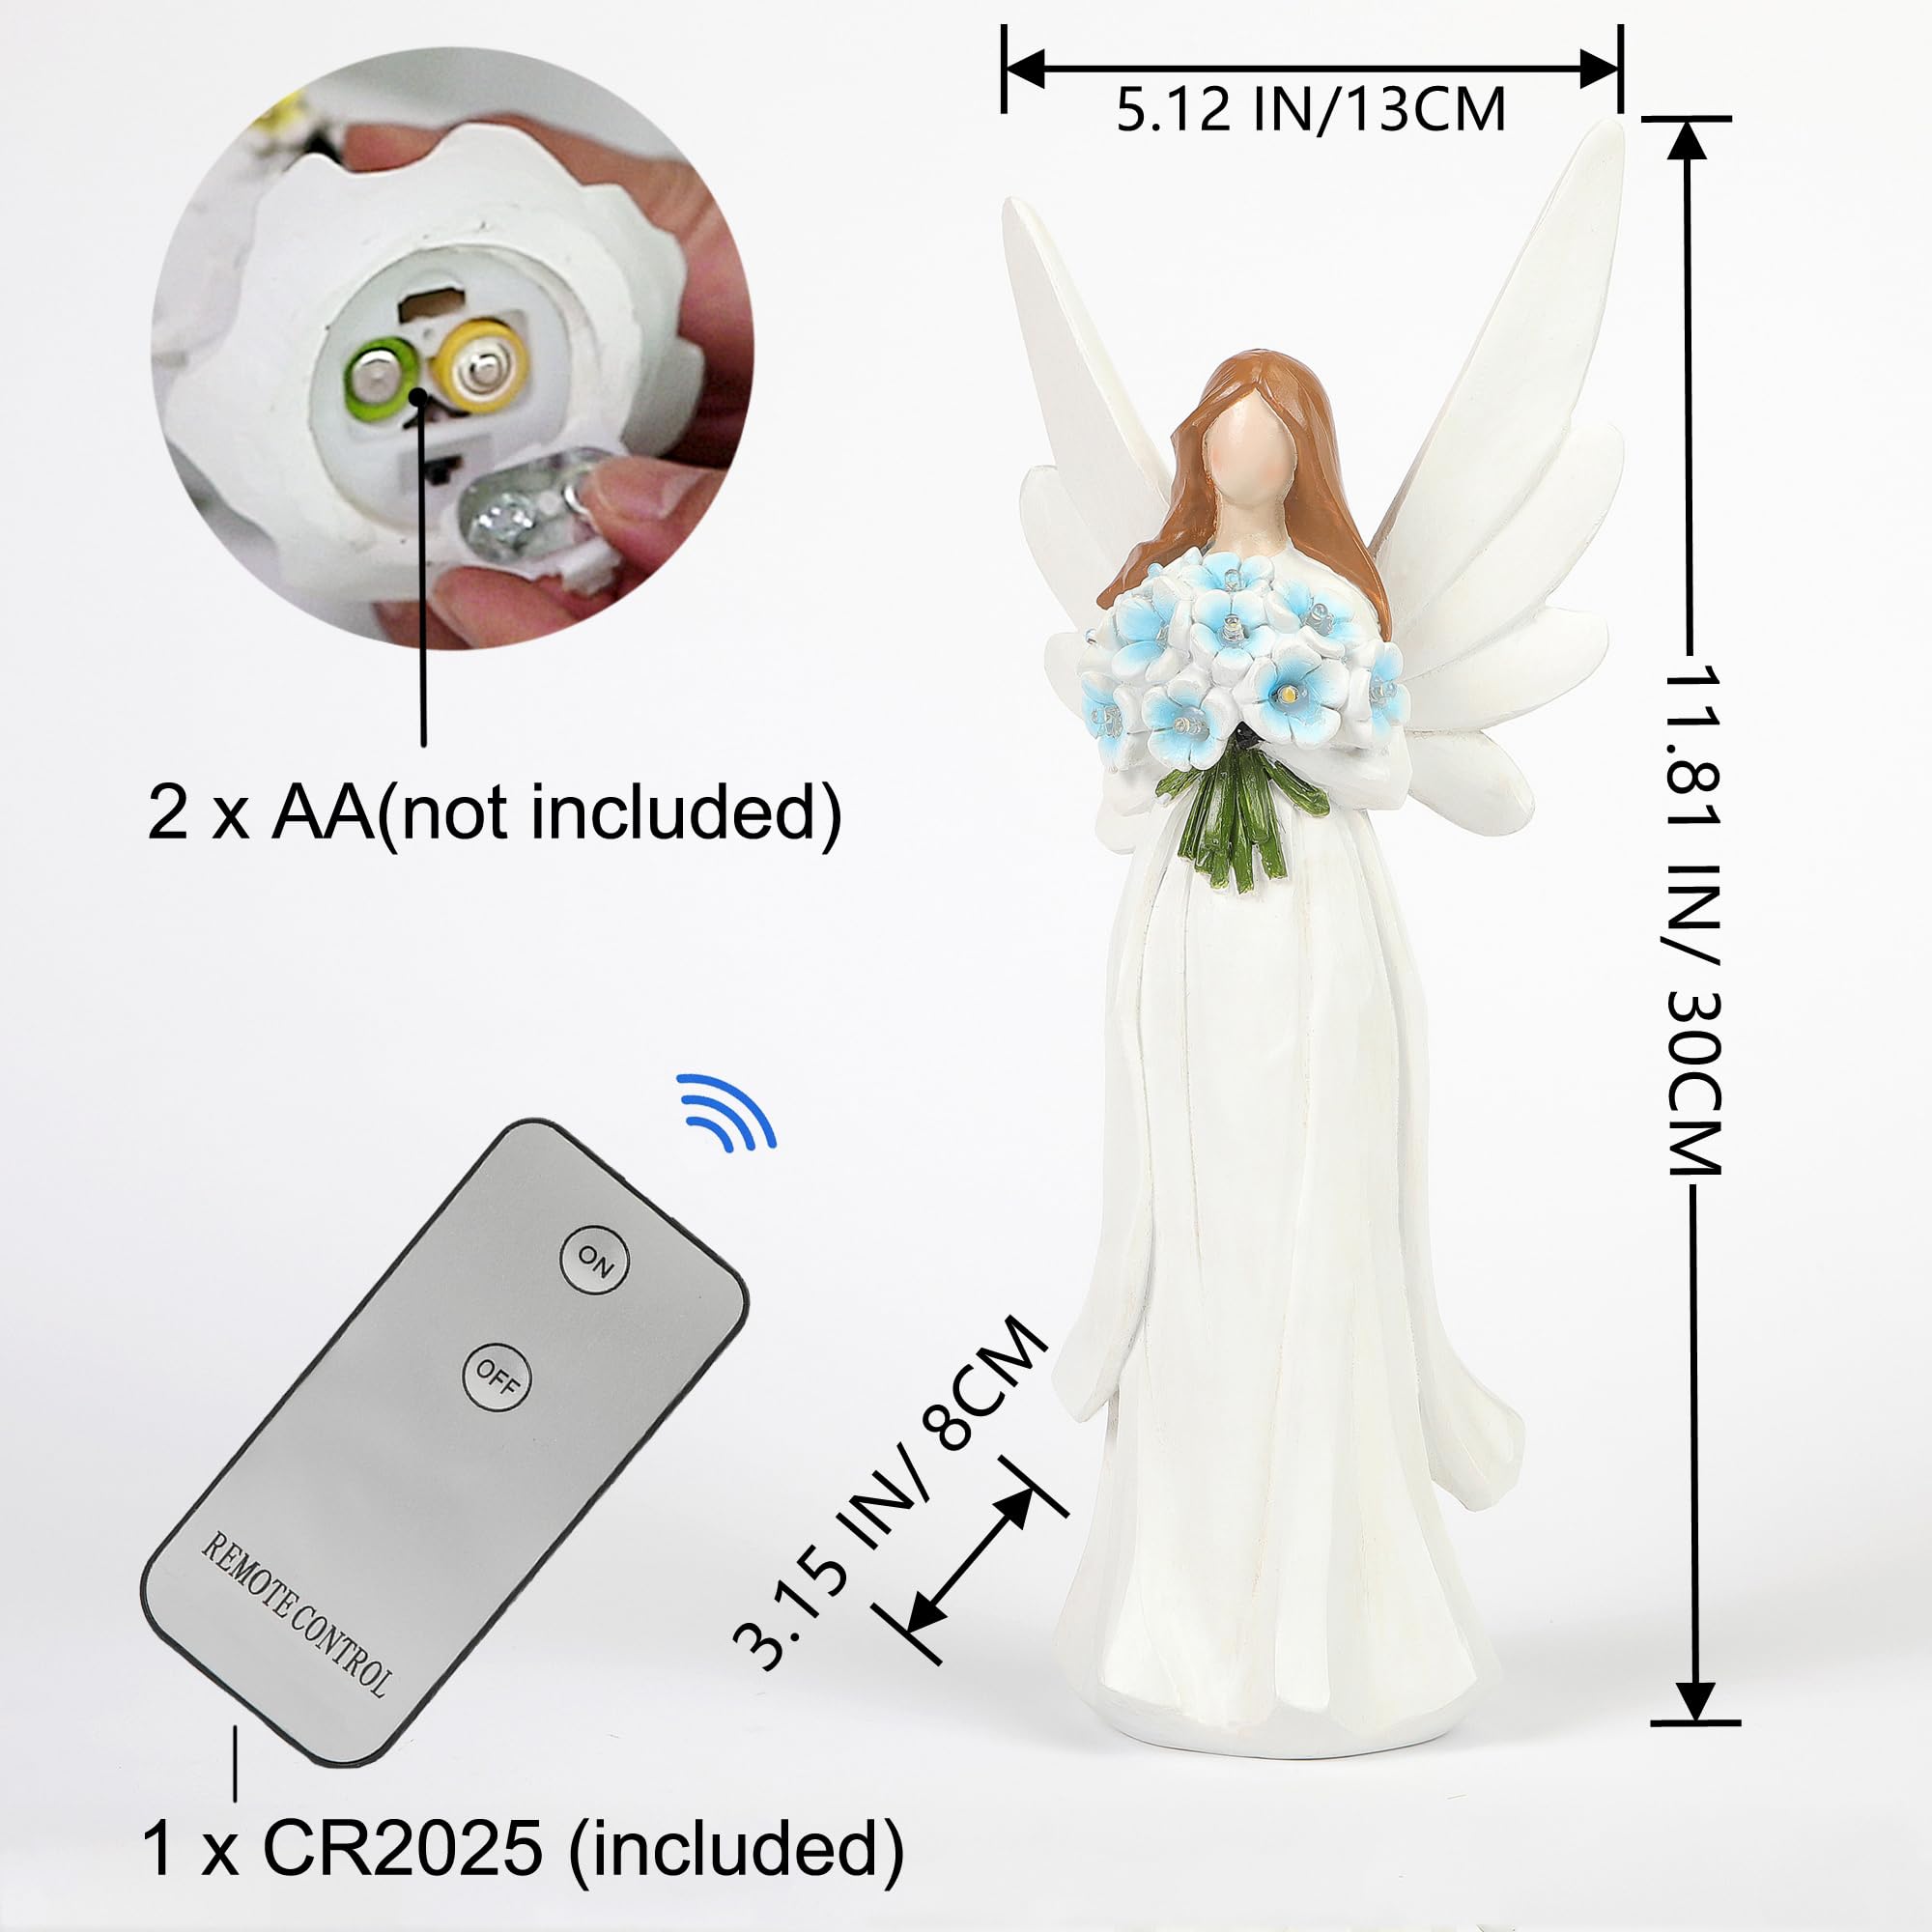 5.12 IN/13CM
11.81 IN/ 30CM
2 x AA(not included)
ON
OFF
REMOTE CONTROL
3.15 IN/ 8CM
1 x CR2025 (included)